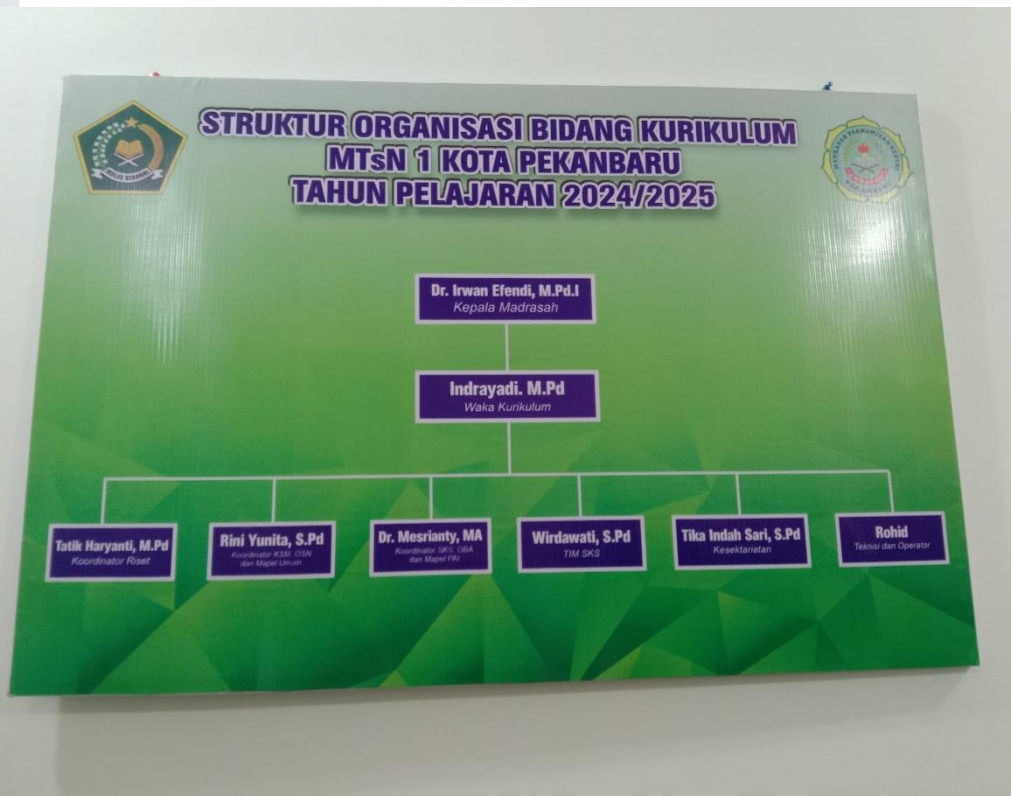 STRUKTUR ORGANISASI BIDANG KURIKULUM
MTsN 1 KOTA PEKANBARU
TAHUN PELAJARAN 2024/2025
Dr. Irwan Efendi, M.Pd.I
Kepala Madrasah
Indrayadi. M.Pd
Waka Kurikulum
Tatik Haryanti, M.Pd
Koordinator Riset
Rini Yunita, S.Pd
Koordinator KSM, OSN
dan Mapel Umum
Dr. Mesrianty, MA
Koordinator SKS, OBA
dan Mapel PAI
Wirdawati, S.Pd
TIM SKS
Tika Indah Sari, S.Pd
Kesektariatan
Rohid
Teknisi dan Operator